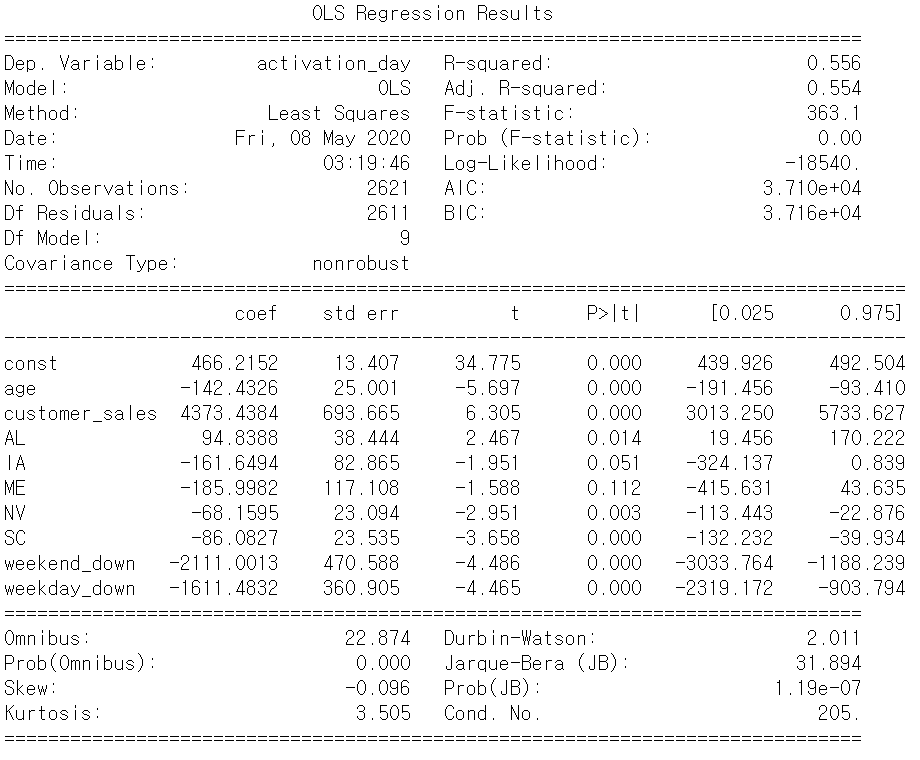 OLS Regression Results
==============================================================================
Dep. Variable:         activation_day   R-squared:                       0.556
Model:                            OLS   Adj. R-squared:                  0.554
Method:                 Least Squares   F-statistic:                     363.1
Date:                Fri, 08 May 2020   Prob (F-statistic):               0.00
Time:                        03:19:46   Log-Likelihood:                -18540.
No. Observations:                2621   AIC:                         3.710e+04
Df Residuals:                    2611   BIC:                         3.716e+04
Df Model:                           9
Covariance Type:            nonrobust
==================================================================================
                     coef    std err          t      P>|t|      [0.025      0.975]
----------------------------------------------------------------------------------
const            466.2152     13.407     34.775      0.000     439.926     492.504
age             -142.4326     25.001     -5.697      0.000    -191.456     -93.410
customer_sales  4373.4384    693.665      6.305      0.000    3013.250    5733.627
AL                94.8388     38.444      2.467      0.014      19.456     170.222
IA              -161.6494     82.865     -1.951      0.051    -324.137       0.839
ME              -185.9982    117.108     -1.588      0.112    -415.631      43.635
NV               -68.1595     23.094     -2.951      0.003    -113.443     -22.876
SC               -86.0827     23.535     -3.658      0.000    -132.232     -39.934
weekend_down   -2111.0013    470.588     -4.486      0.000   -3033.764   -1188.239
weekday_down   -1611.4832    360.905     -4.465      0.000   -2319.172    -903.794
==============================================================================
Omnibus:                       22.874   Durbin-Watson:                   2.011
Prob(Omnibus):                  0.000   Jarque-Bera (JB):               31.894
Skew:                          -0.096   Prob(JB):                     1.19e-07
Kurtosis:                       3.505   Cond. No.                         205.
==============================================================================